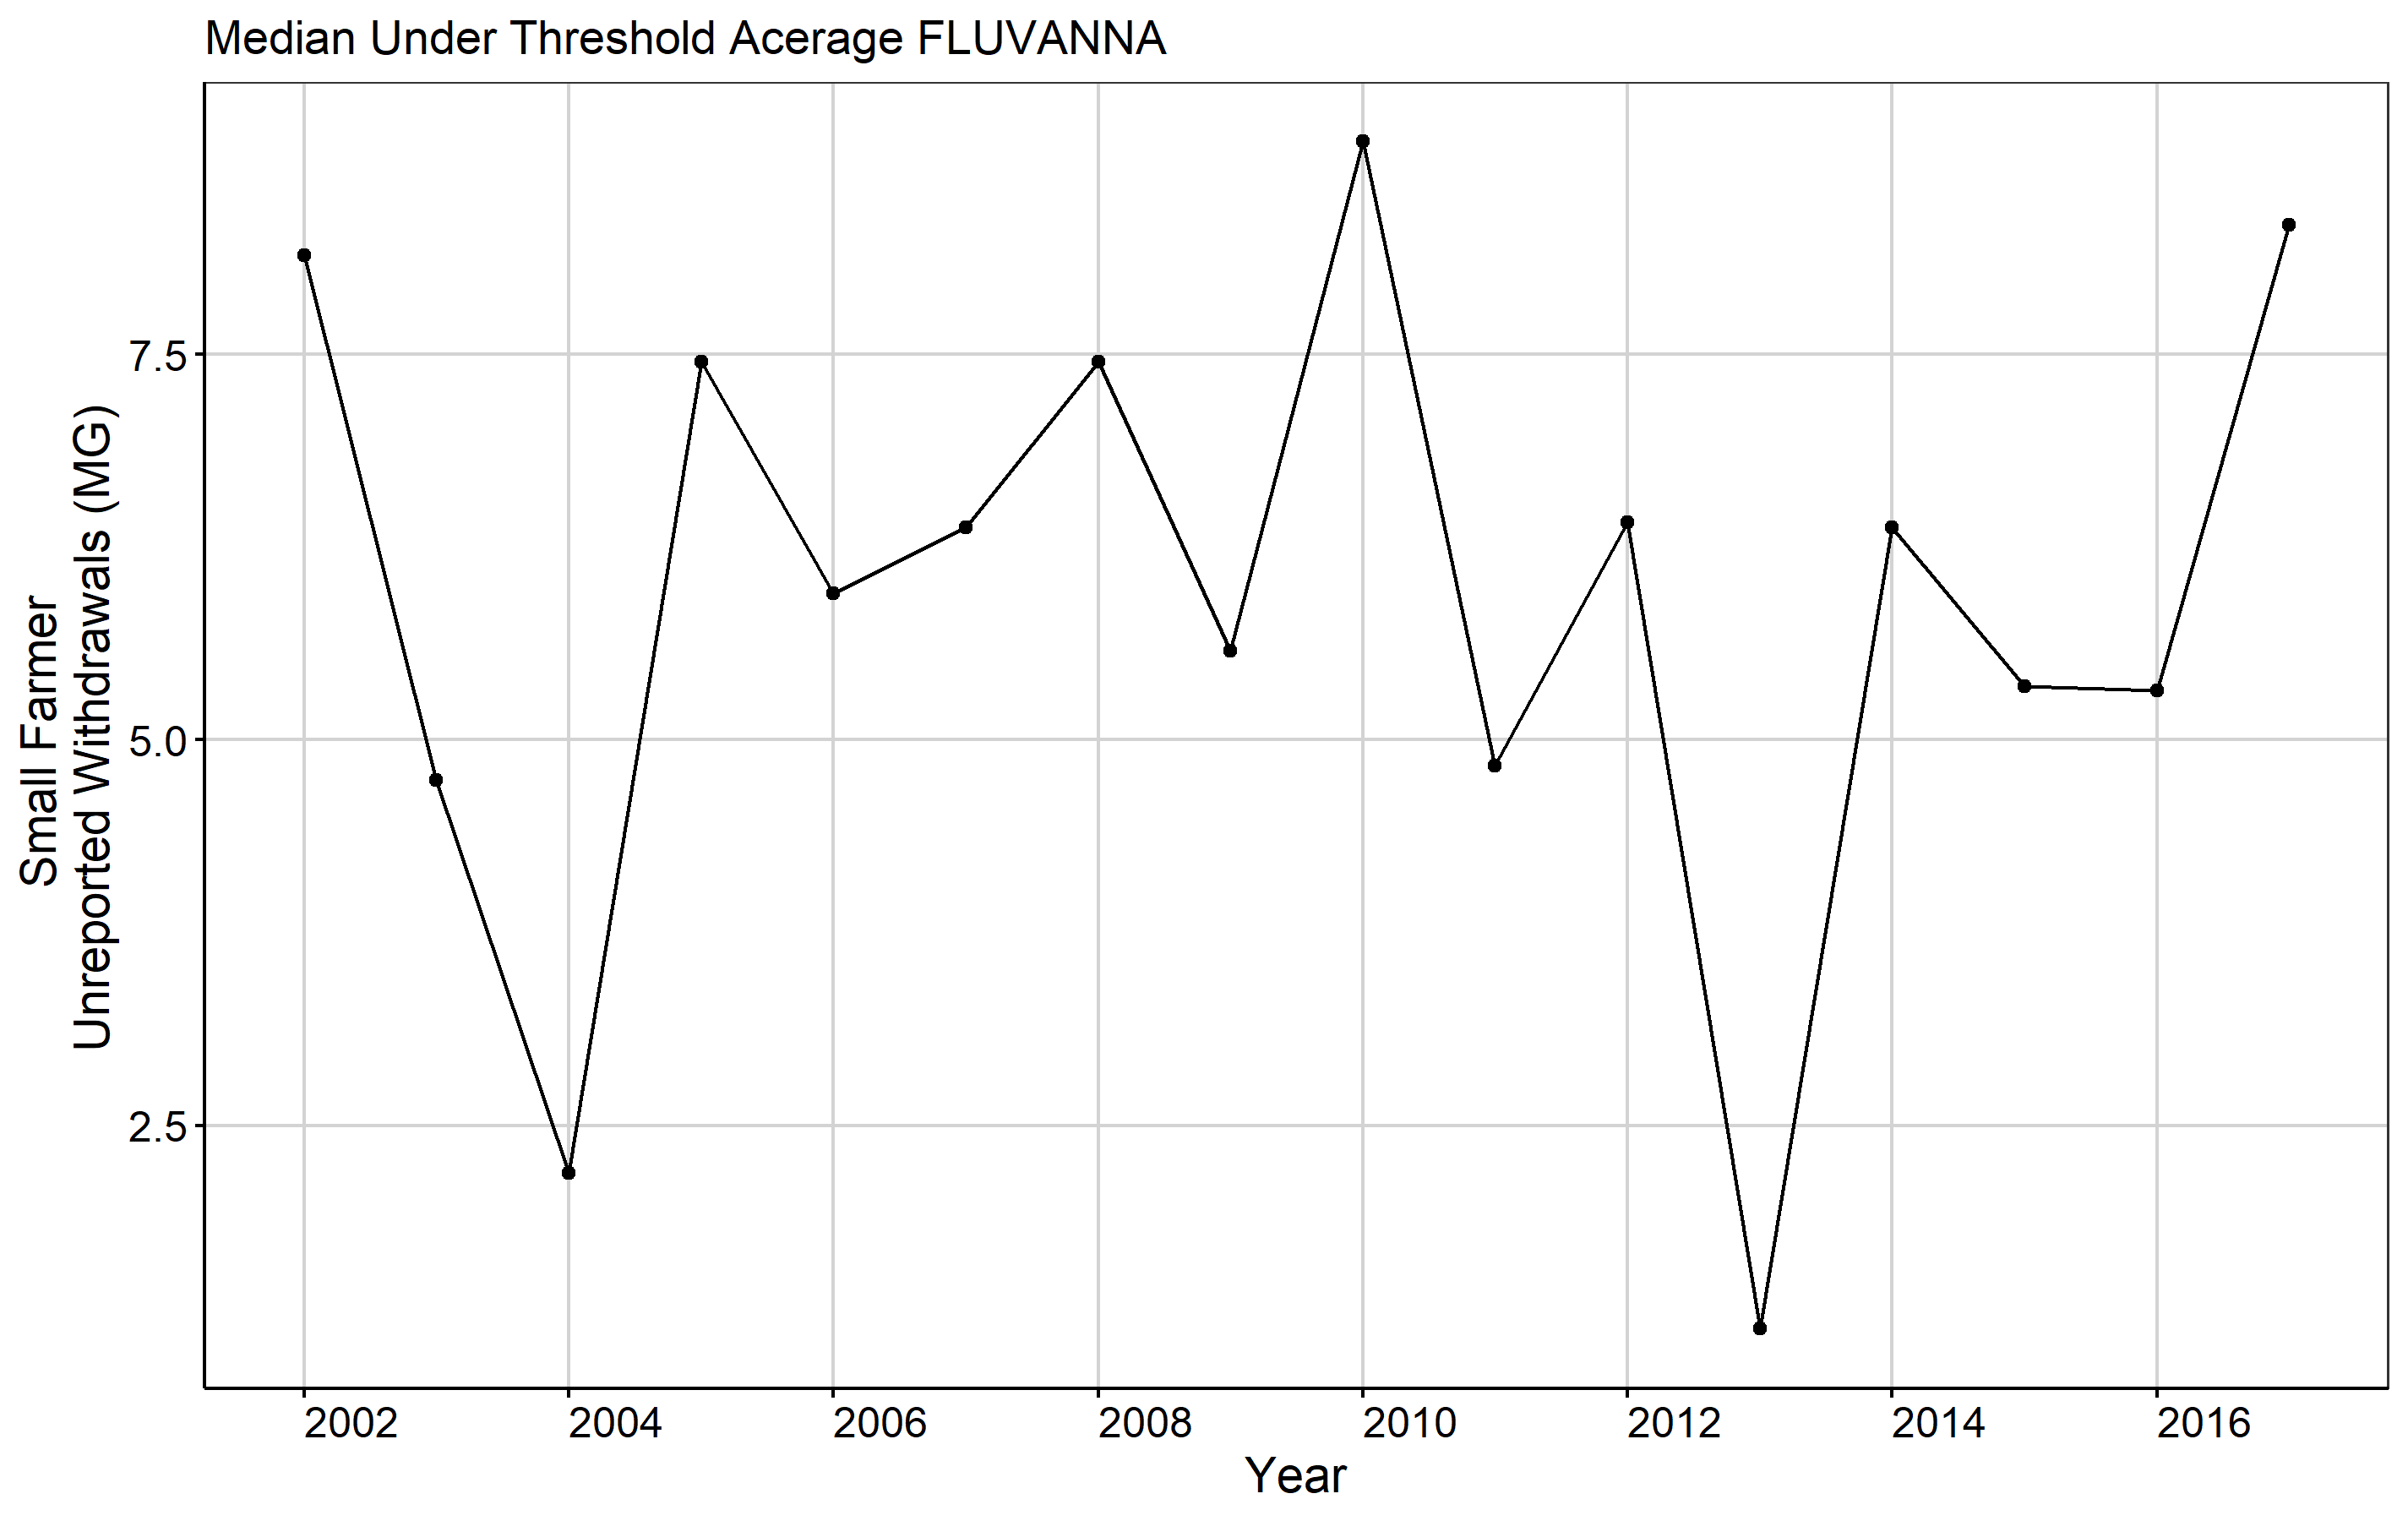 Median Under Threshold Acerage FLUVANNA
Small Farmer
Unreported Withdrawals (MG)
7.5
5.0
2.5
2002 2004 2006 2008 2010 2012 2014 2016
Year